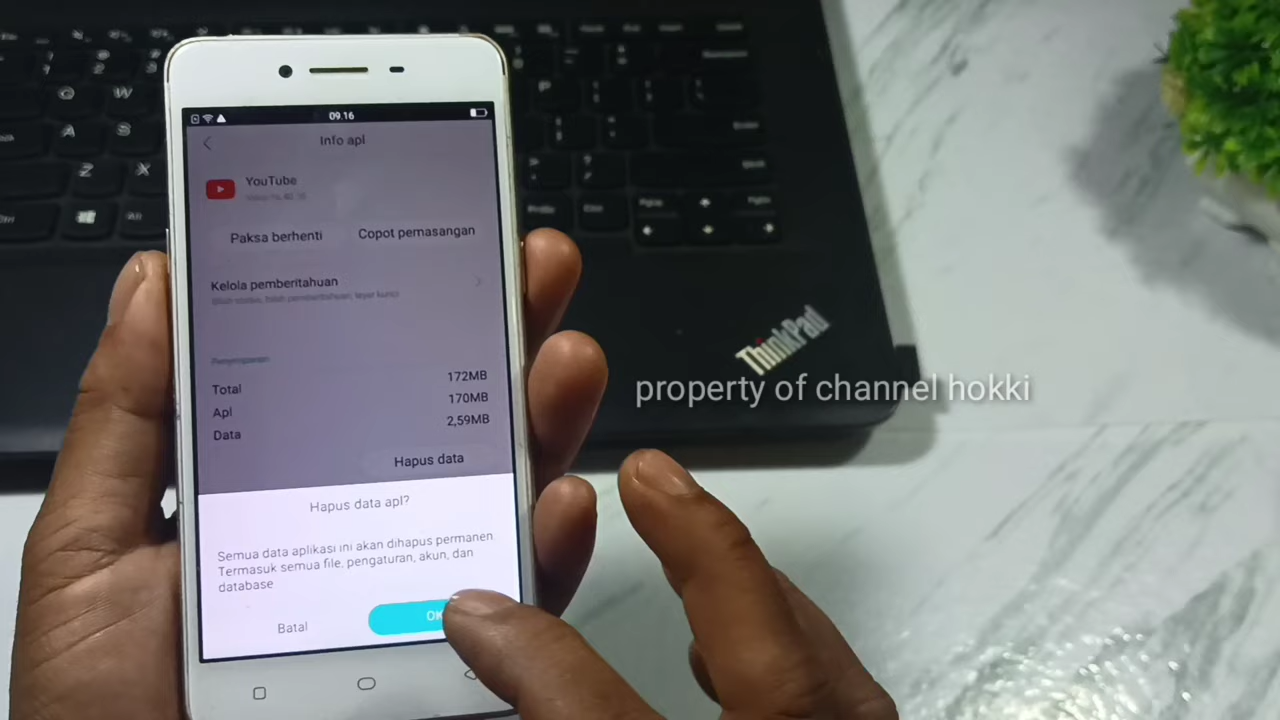 09.16
Info apl
YouTube
Paksa berhenti
Copot pemasangan
Kelola pemberitahuan
Penyimpanan
Total
172MB
Apl
170MB
Data
2,59MB
Hapus data
Hapus data apl?
Semua data aplikasi ini akan dihapus permanen
Termasuk semua file, pengaturan, akun, dan
database
Batal
OK
ThinkPad
property of channel hokki